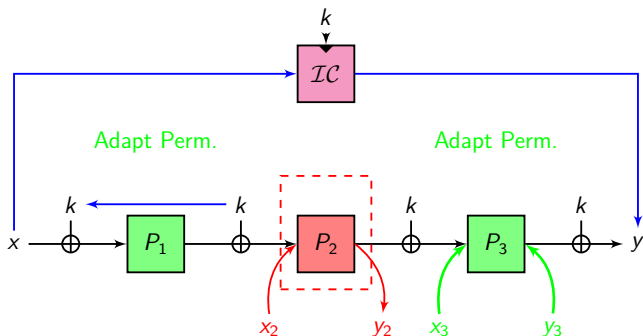 k
IC
Adapt Perm. Adapt Perm.
k k k k
x P₁ P₂ P₃ y
x₂ y₂ x₃ y₃